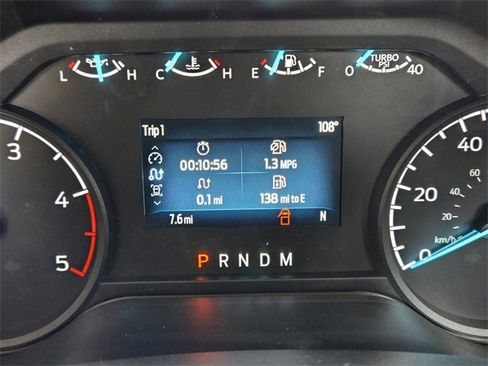 L H C H E F 0 TURBO PSI 40
Trip 1 108°
00:10:56 1.3 MPG
0.1 mi 138 mi to E
7.6 mi N
P R N D M
3
4
5
40
20
0
60
40
20
km/h